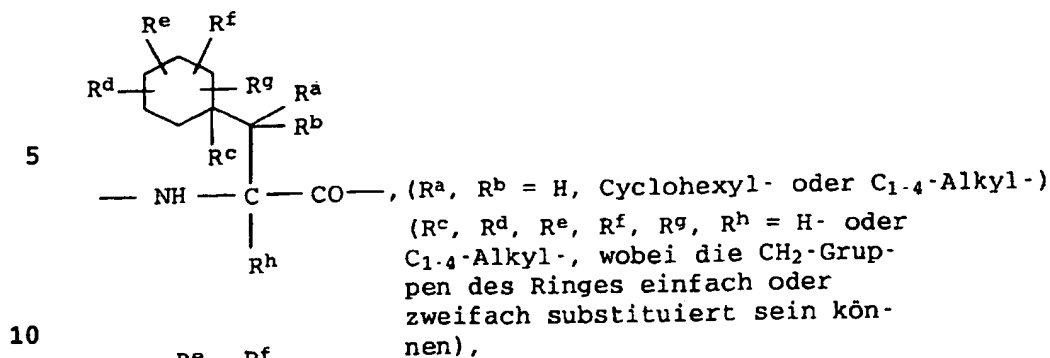 Rᵉ Rᶠ
Rᵈ Rᵍ Rᵃ
Rᵇ
5 Rᶜ
— NH — C — CO—, (Rᵃ, Rᵇ = H, Cyclohexyl- oder C₁₋₄-Alkyl-)
(Rᶜ, Rᵈ, Rᵉ, Rᶠ, Rᵍ, Rʰ = H- oder
Rʰ C₁₋₄-Alkyl-, wobei die CH₂-Grup-
pen des Ringes einfach oder
zweifach substituiert sein kön-
10 nen),